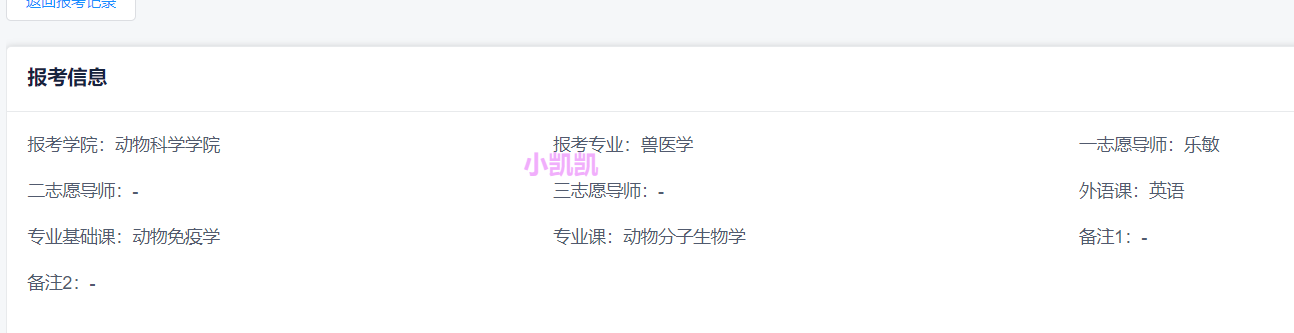 返回报考记录
报考信息
报考学院：动物科学学院 报考专业：兽医学 一志愿导师：乐敏
小凯凯
二志愿导师：- 三志愿导师：- 外语课：英语
专业基础课：动物免疫学 专业课：动物分子生物学 备注1：-
备注2：-